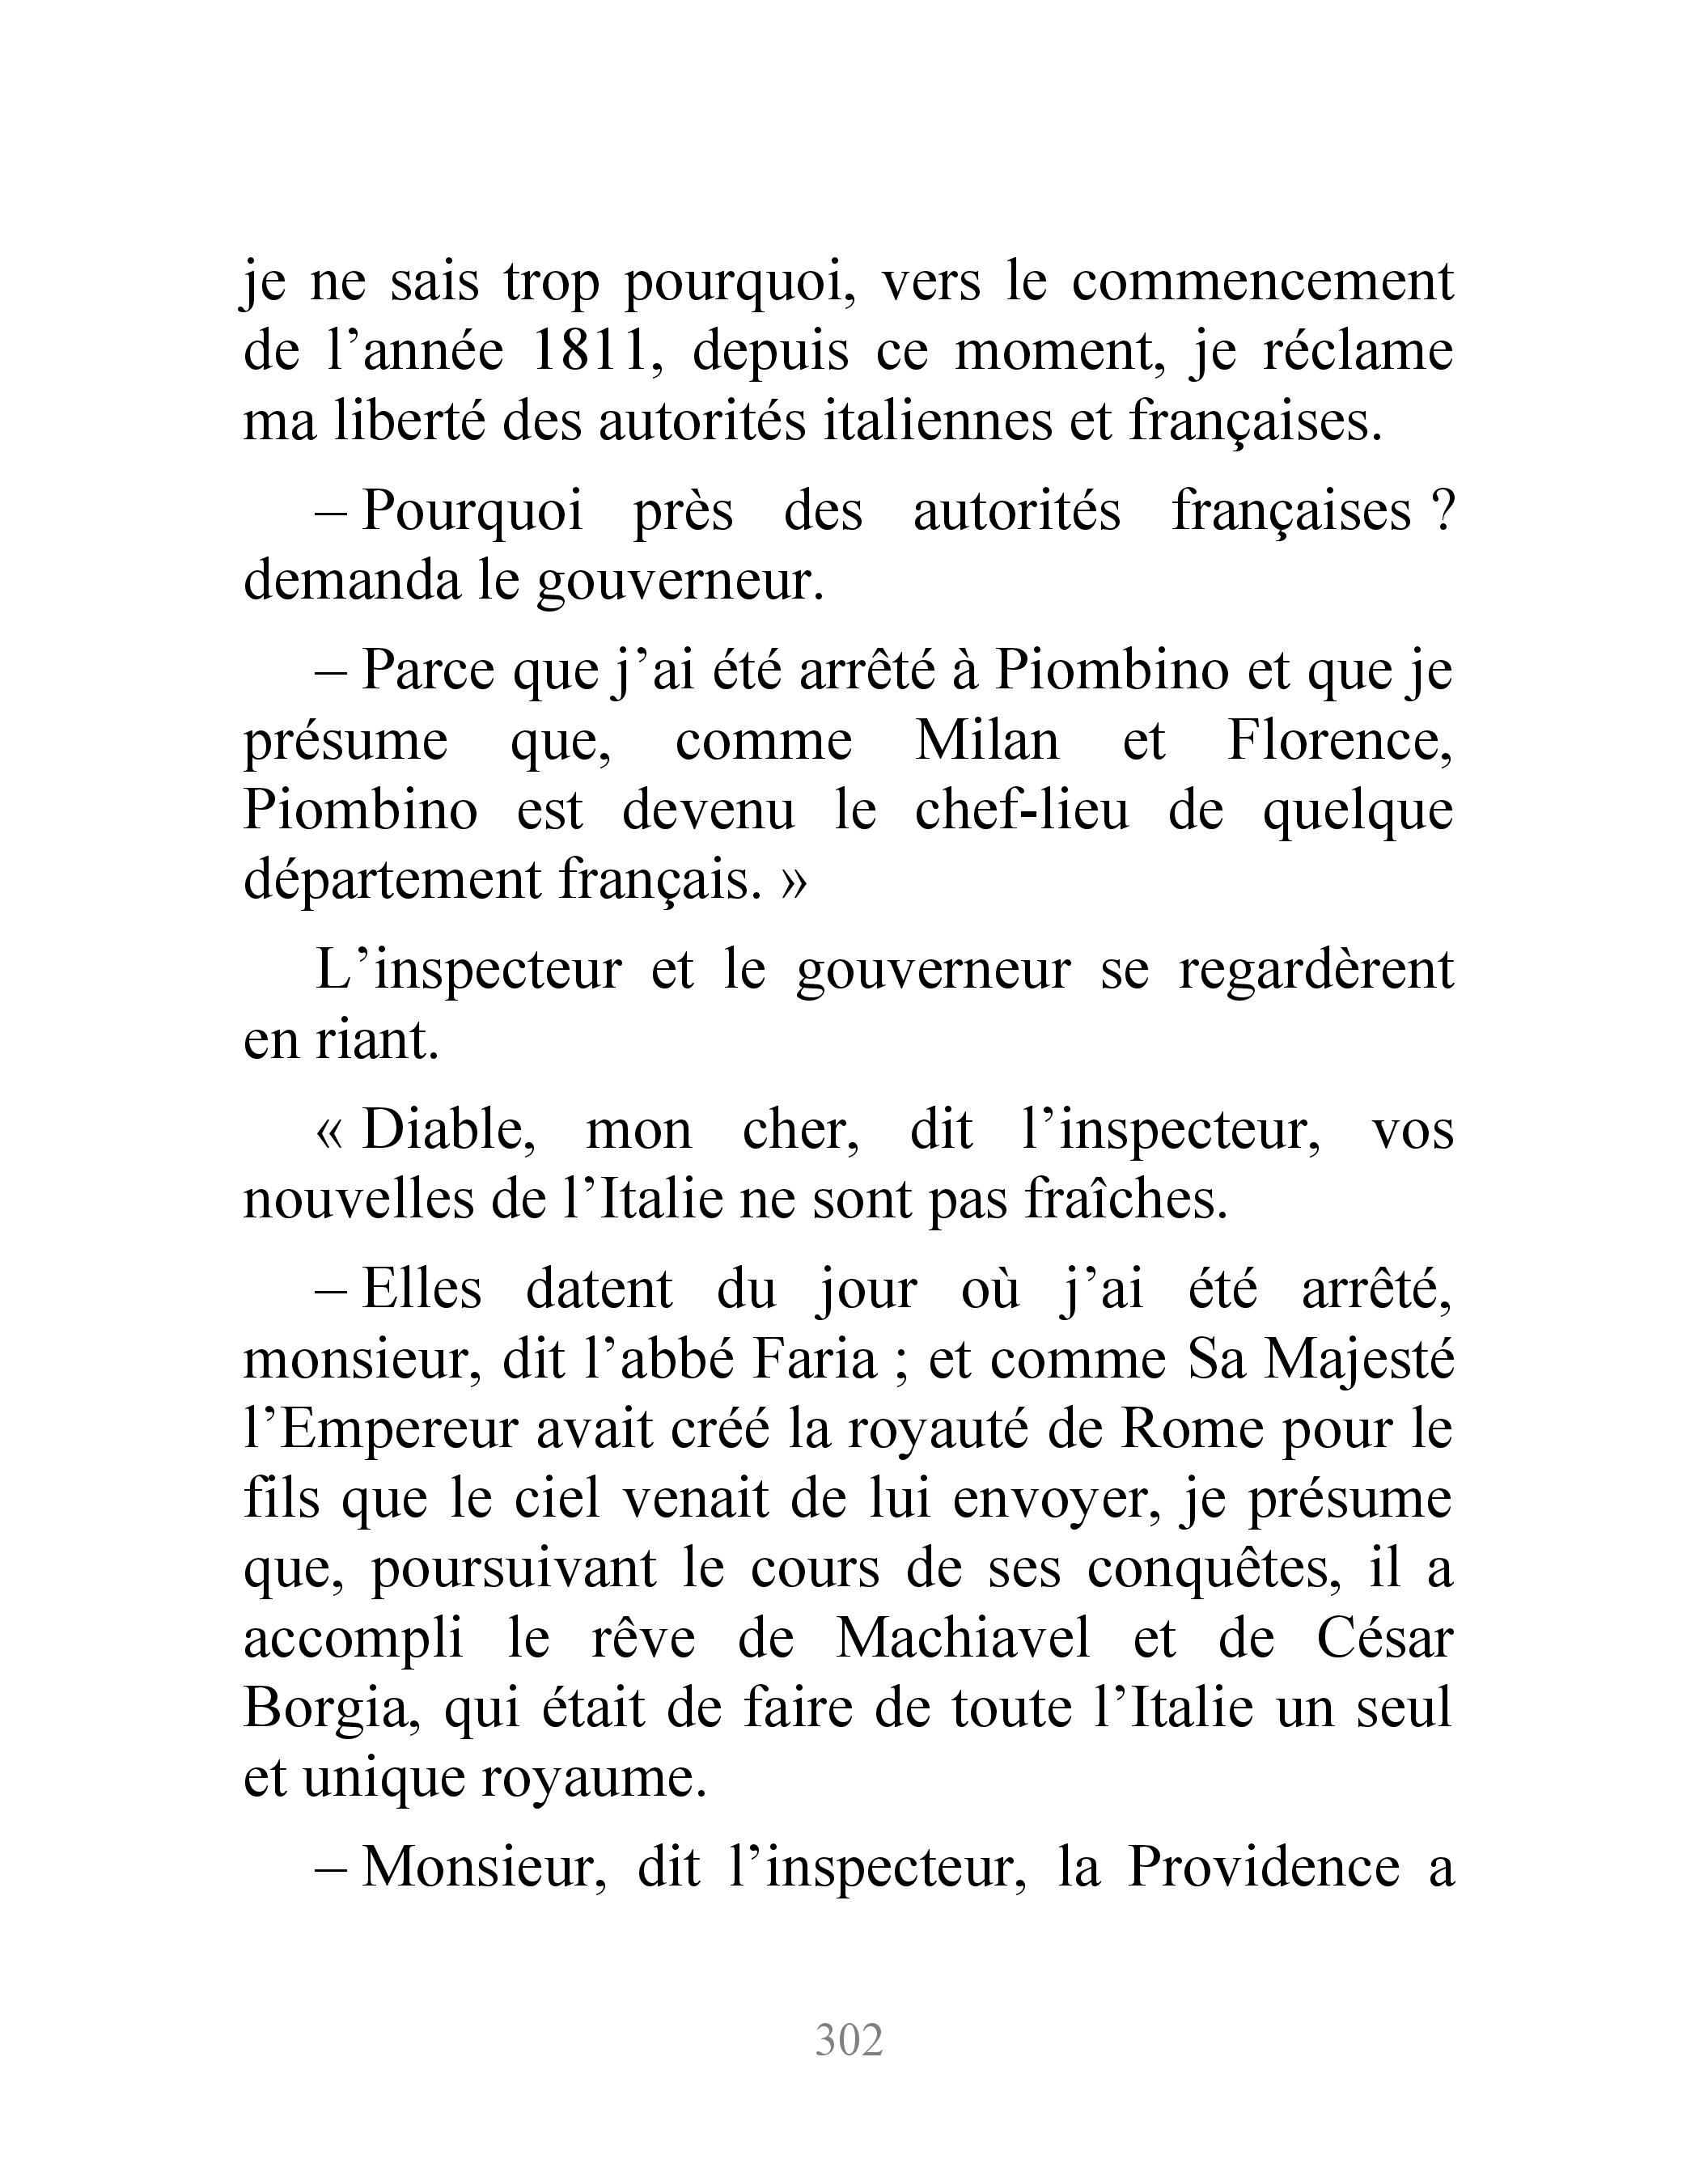 je ne sais trop pourquoi, vers le commencement
de l’année 1811, depuis ce moment, je réclame
ma liberté des autorités italiennes et françaises.
– Pourquoi près des autorités françaises ?
demanda le gouverneur.
– Parce que j’ai été arrêté à Piombino et que je
présume que, comme Milan et Florence,
Piombino est devenu le chef-lieu de quelque
département français. »
L’inspecteur et le gouverneur se regardèrent
en riant.
« Diable, mon cher, dit l’inspecteur, vos
nouvelles de l’Italie ne sont pas fraîches.
– Elles datent du jour où j’ai été arrêté,
monsieur, dit l’abbé Faria ; et comme Sa Majesté
l’Empereur avait créé la royauté de Rome pour le
fils que le ciel venait de lui envoyer, je présume
que, poursuivant le cours de ses conquêtes, il a
accompli le rêve de Machiavel et de César
Borgia, qui était de faire de toute l’Italie un seul
et unique royaume.
– Monsieur, dit l’inspecteur, la Providence a
302